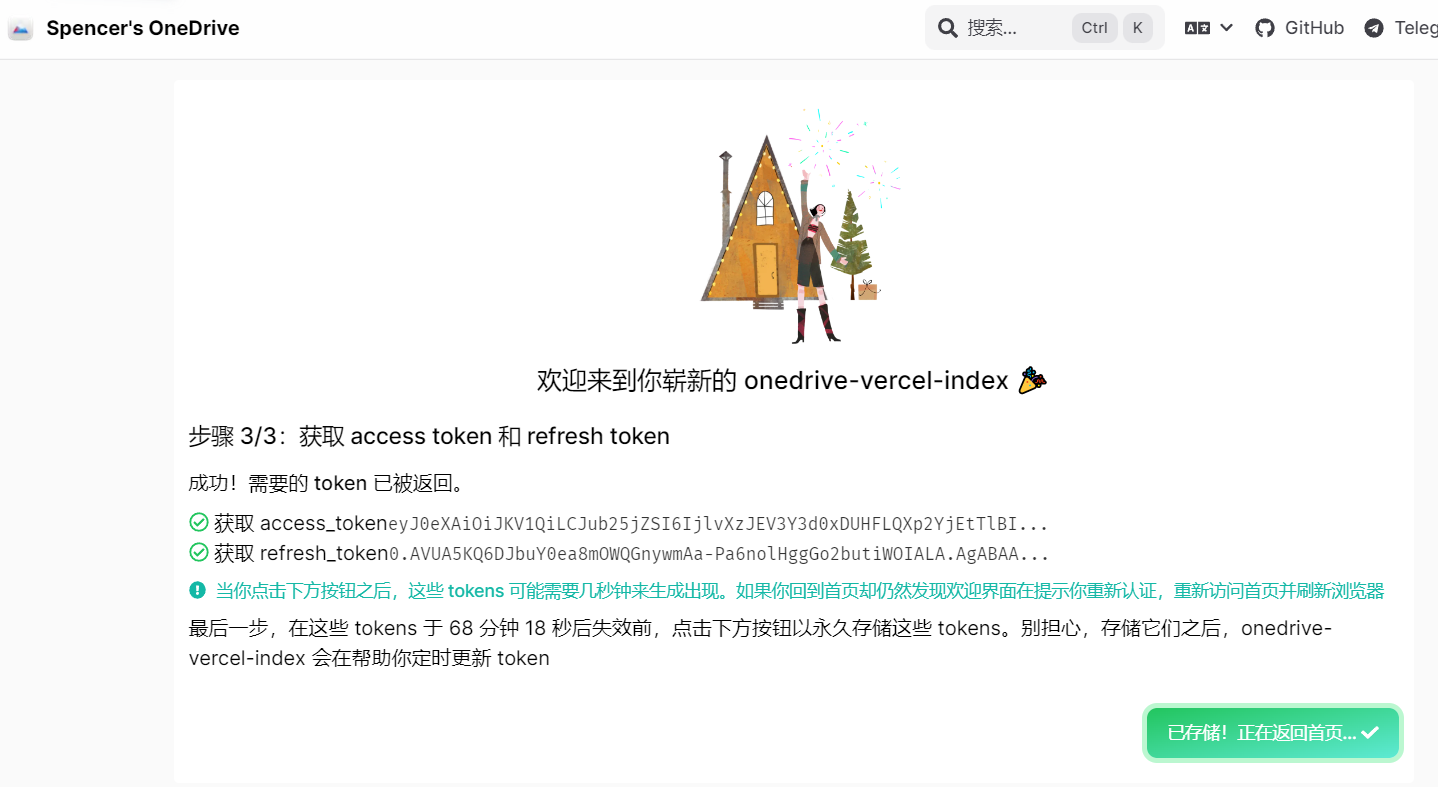 Spencer's OneDrive
搜索... Ctrl K
GitHub
Teleg
欢迎来到你崭新的 onedrive-vercel-index 🎉
步骤 3/3：获取 access token 和 refresh token
成功！需要的 token 已被返回。
获取 access_tokeneyJ0eXAiOiJKV1QiLCJub25jZSI6IjlvXzJEV3Y3d0xDUHFLQXp2YjEtTlBI...
获取 refresh_token0.AVUA5KQ6DJbuY0ea8mOWQGnywmAa-Pa6nolHggGo2butiWOIALA.AgABAA...
当你点击下方按钮之后，这些 tokens 可能需要几秒钟来生成出现。如果你回到首页却仍然发现欢迎界面在提示你重新认证，重新访问首页并刷新浏览器
最后一步，在这些 tokens 于 68 分钟 18 秒后失效前，点击下方按钮以永久存储这些 tokens。别担心，存储它们之后，onedrive-
vercel-index 会在帮助你定时更新 token
已存储！正在返回首页...